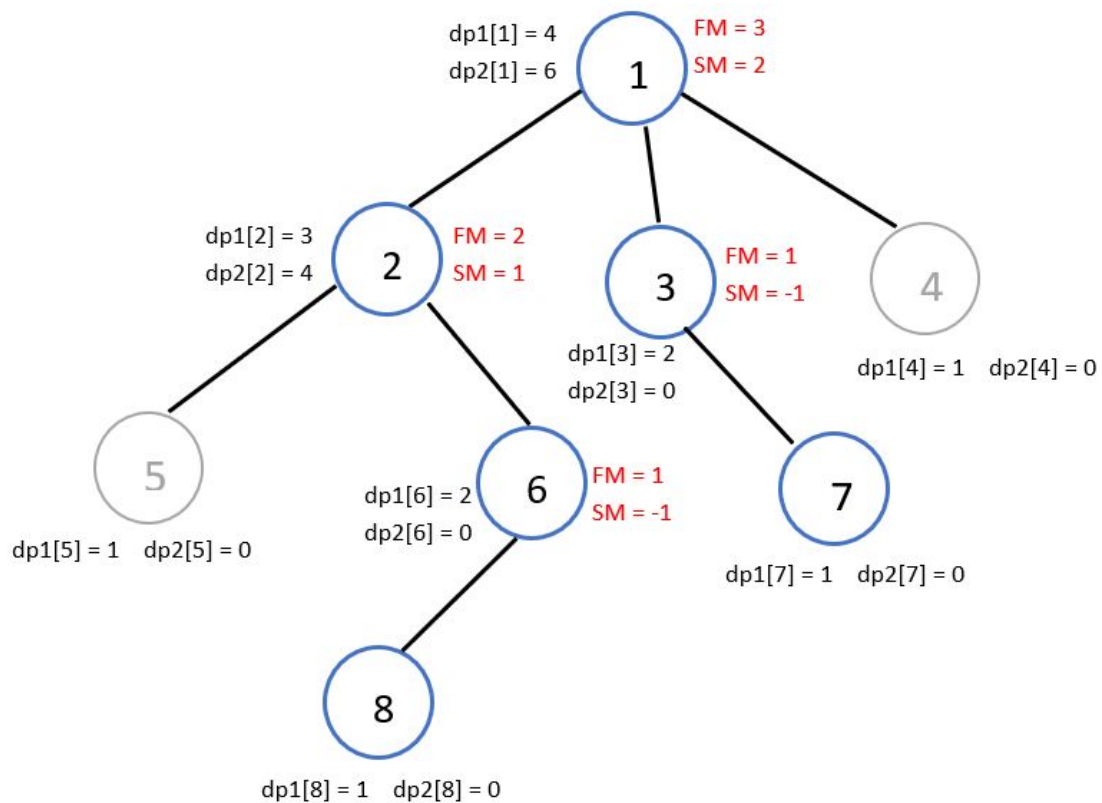 dp1[1] = 4
dp2[1] = 6
1
FM = 3
SM = 2
dp1[2] = 3
dp2[2] = 4
2
FM = 2
SM = 1
3
FM = 1
SM = -1
dp1[3] = 2
dp2[3] = 0
4
dp1[4] = 1 dp2[4] = 0
5
dp1[5] = 1 dp2[5] = 0
dp1[6] = 2
dp2[6] = 0
6
FM = 1
SM = -1
7
dp1[7] = 1 dp2[7] = 0
8
dp1[8] = 1 dp2[8] = 0